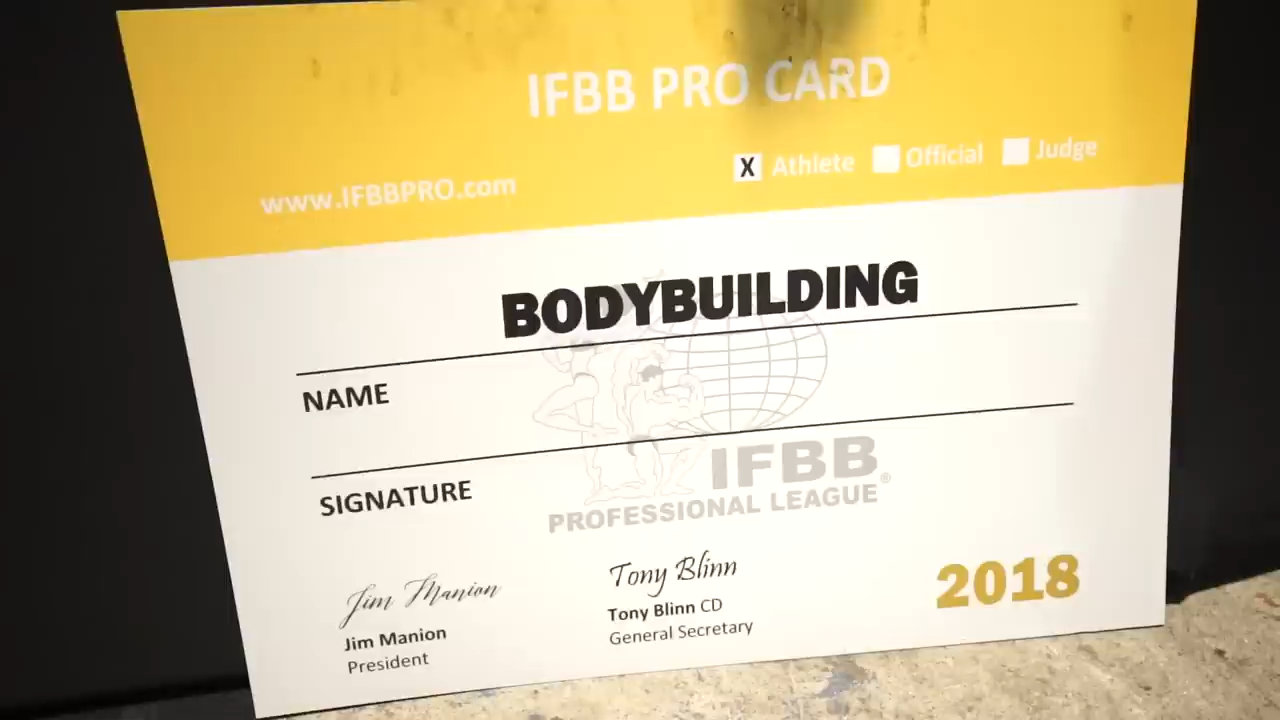 IFBB PRO CARD
X Athlete Official Judge
www.IFBBPRO.com
BODYBUILDING
NAME
SIGNATURE
IFBB®
PROFESSIONAL LEAGUE
Jim Manion
Jim Manion
President
Tony Blinn
Tony Blinn CD
General Secretary
2018